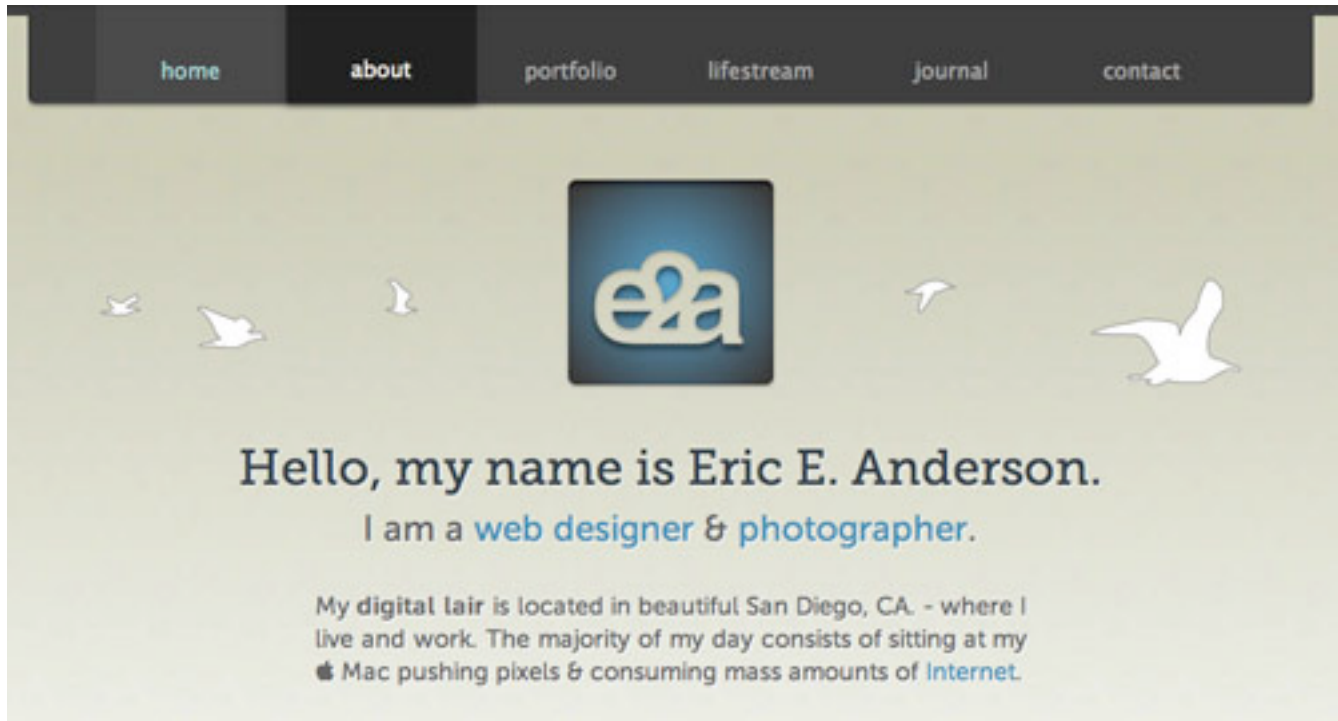 home about portfolio lifestream journal contact
e2a
Hello, my name is Eric E. Anderson.
I am a web designer & photographer.
My digital lair is located in beautiful San Diego, CA. - where I
live and work. The majority of my day consists of sitting at my
Mac pushing pixels & consuming mass amounts of Internet.